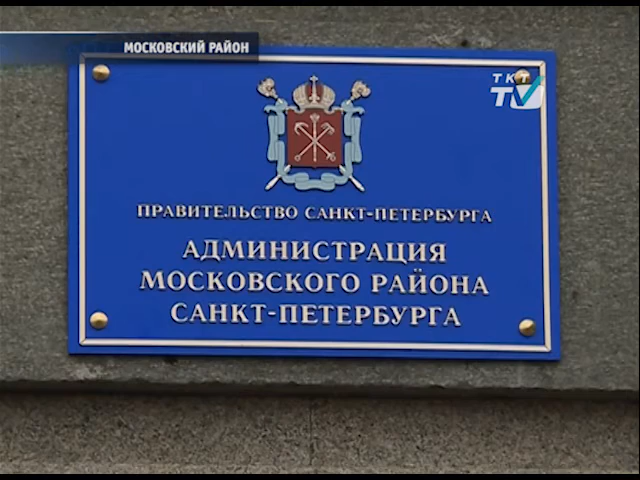 МОСКОВСКИЙ РАЙОН
ТКТ
TV
ПРАВИТЕЛЬСТВО САНКТ-ПЕТЕРБУРГА
АДМИНИСТРАЦИЯ
МОСКОВСКОГО РАЙОНА
САНКТ-ПЕТЕРБУРГА